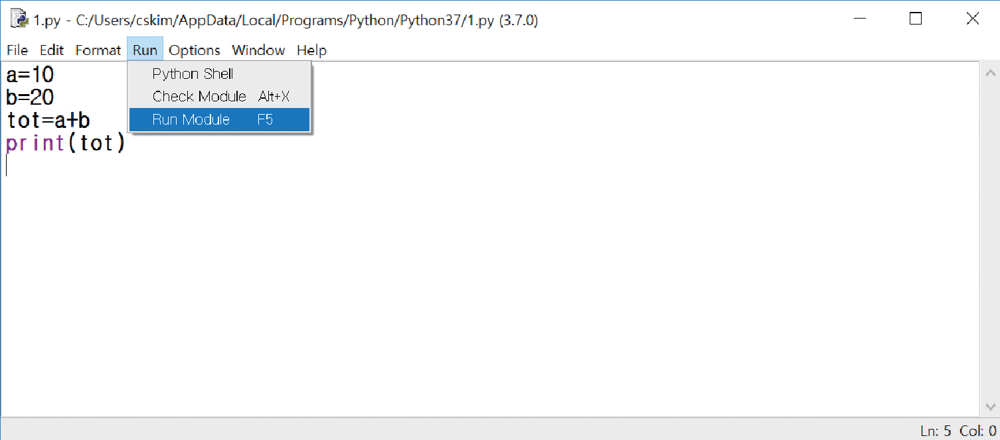 1.py - C:/Users/cskim/AppData/Local/Programs/Python/Python37/1.py (3.7.0)
File Edit Format Run Options Window Help
a=10
b=20
tot=a+b
print(tot)
Python Shell
Check Module Alt+X
Run Module F5
Ln: 5 Col: 0